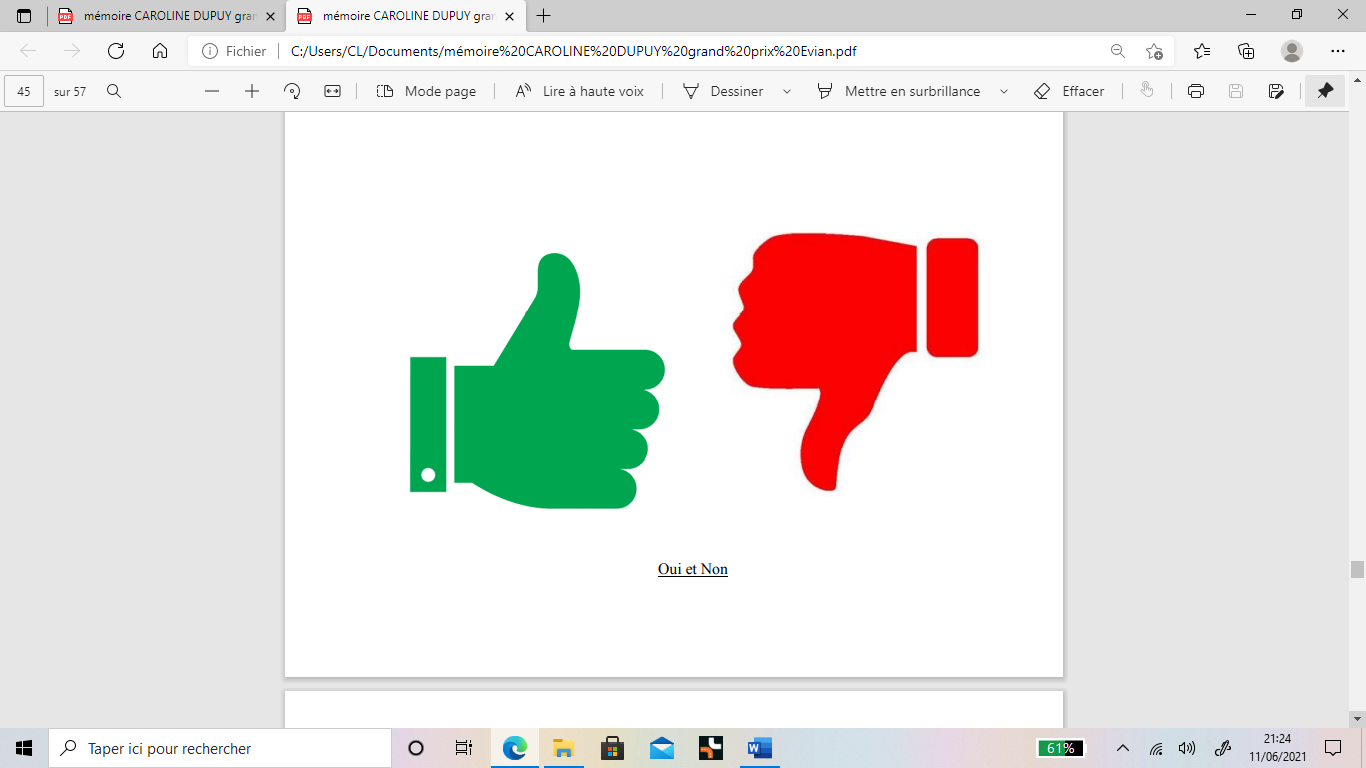 mémoire CAROLINE DUPUY gran
mémoire CAROLINE DUPUY gran
Fichier
C:/Users/CL/Documents/mémoire%20CAROLINE%20DUPUY%20grand%20prix%20Evian.pdf
45 sur 57
Mode page
Lire à haute voix
Dessiner
Mettre en surbrillance
Effacer
Oui et Non
Taper ici pour rechercher
61%
21:24
11/06/2021